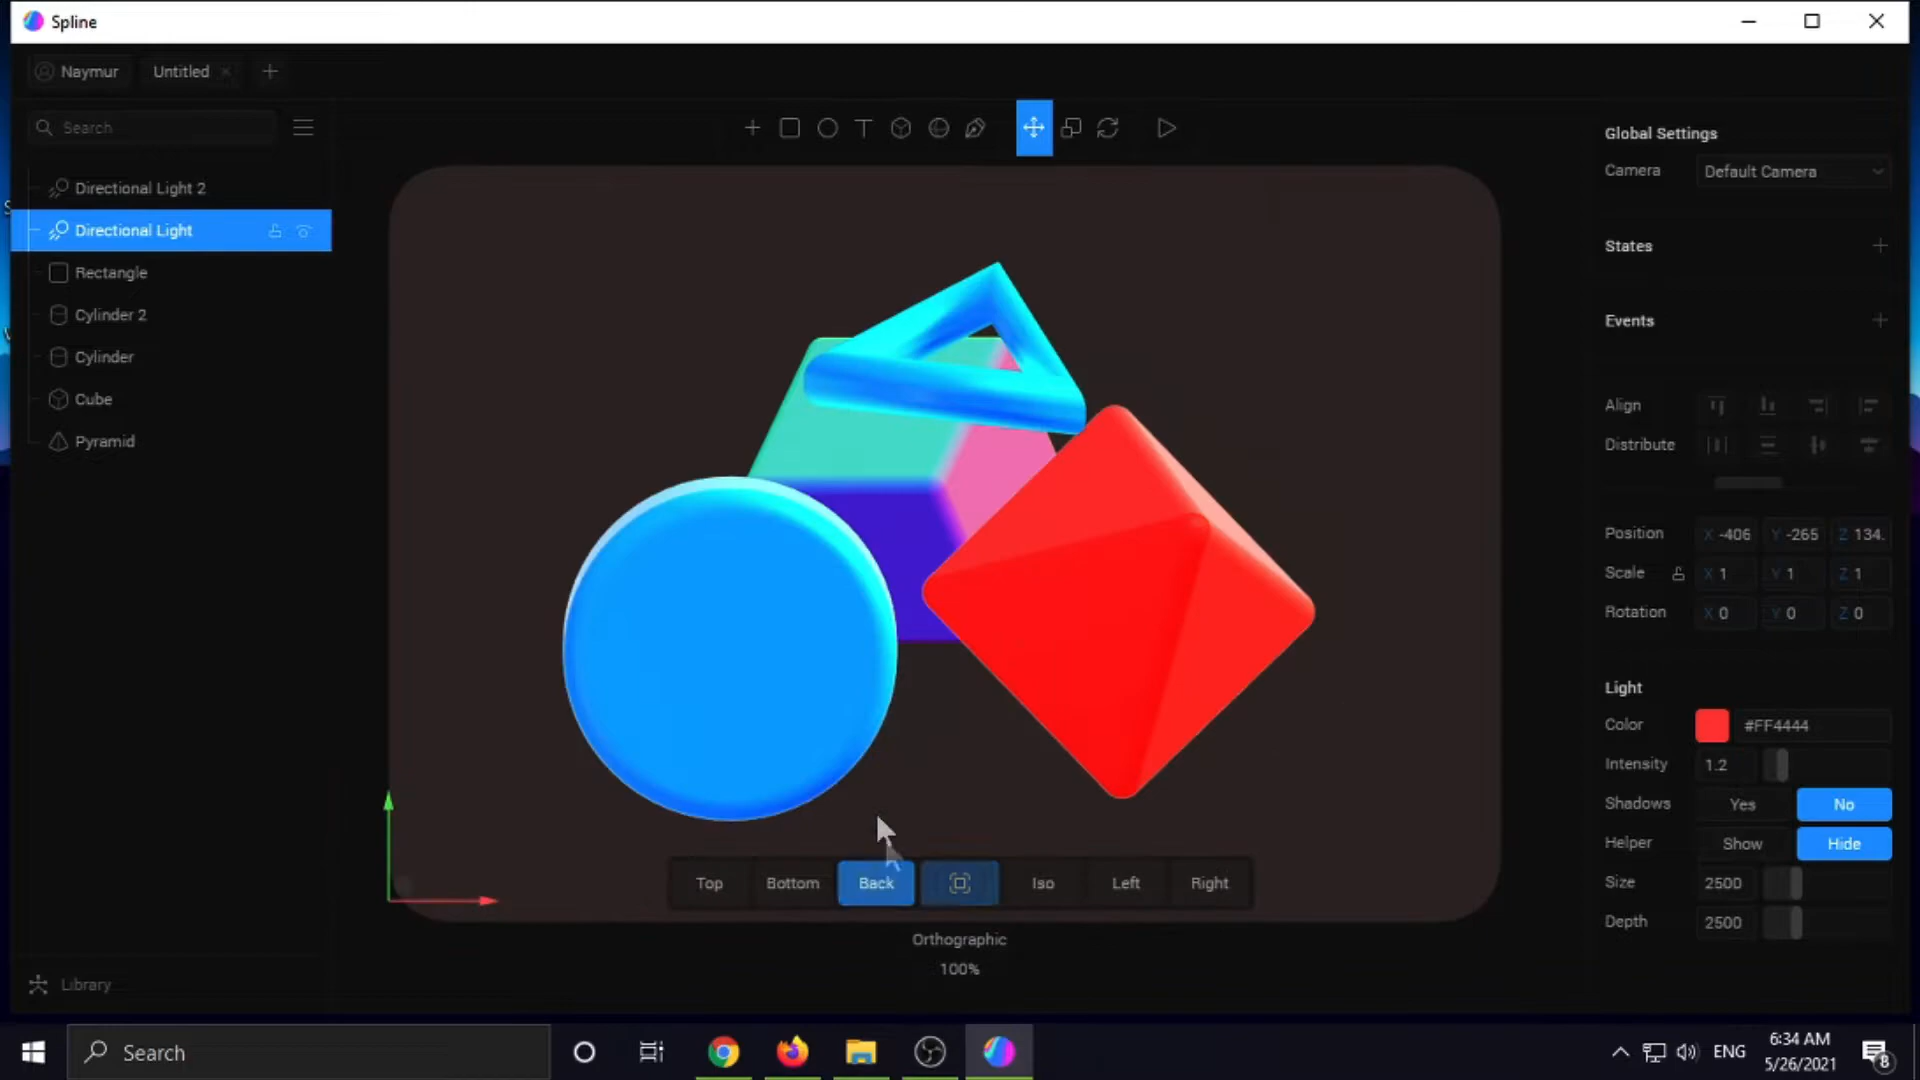 Spline
Naymur
Untitled
Search
Directional Light 2
Directional Light
Rectangle
Cylinder 2
Cylinder
Cube
Pyramid
Library
Top
Bottom
Back
Iso
Left
Right
Orthographic
100%
Global Settings
Camera Default Camera
States
Events
Align
Distribute
Position X -406 Y -265 Z 134.
Scale X 1 Y 1 Z 1
Rotation X 0 Y 0 Z 0
Light
Color #FF4444
Intensity 1.2
Shadows Yes No
Helper Show Hide
Size 2500
Depth 2500
Search
ENG
6:34 AM
5/26/2021
8